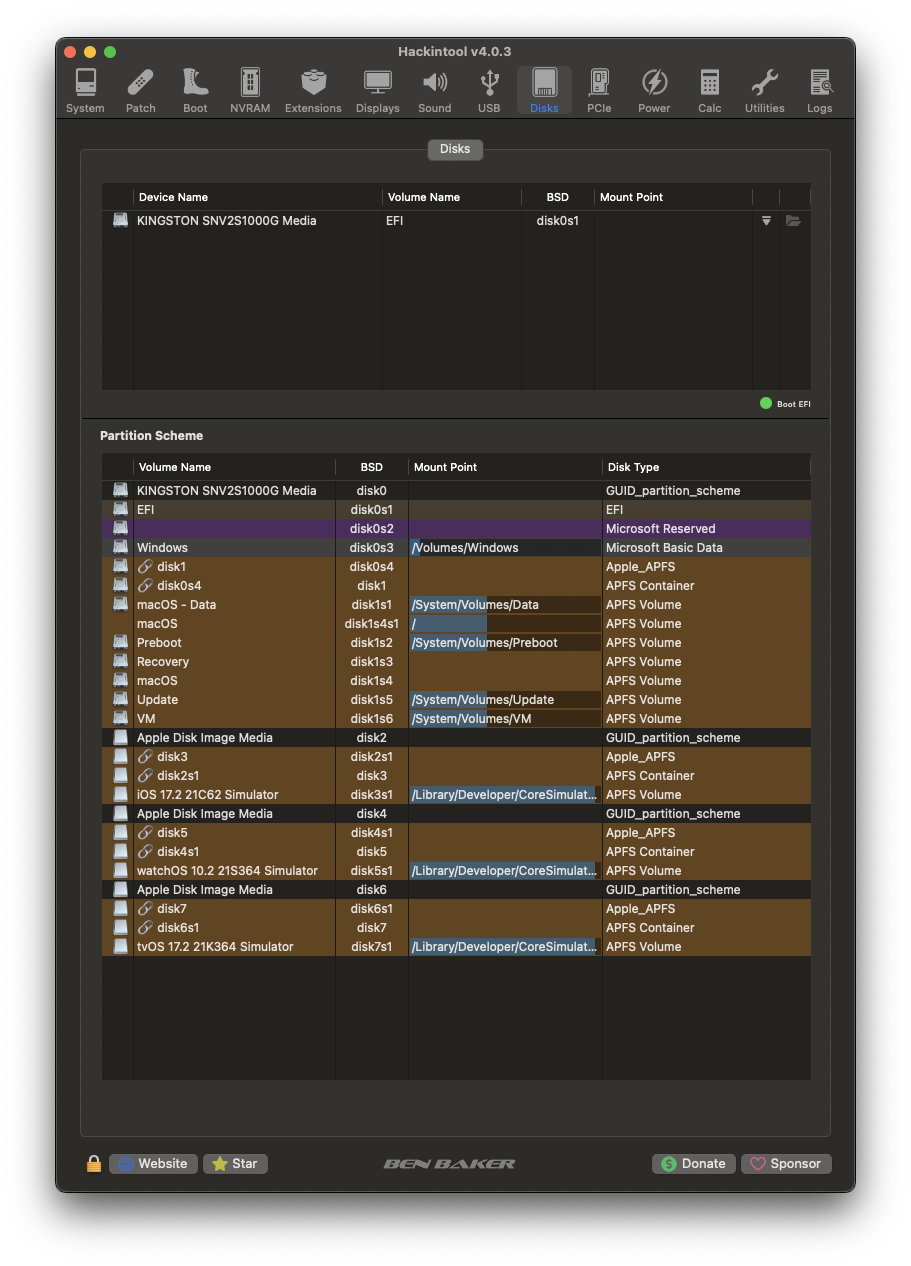 Hackintool v4.0.3
System Patch Boot NVRAM Extensions Displays Sound USB Disks PCIe Power Calc Utilities Logs
Disks
Device Name Volume Name BSD Mount Point
KINGSTON SNV2S1000G Media EFI disk0s1
Boot EFI
Partition Scheme
Volume Name BSD Mount Point Disk Type
KINGSTON SNV2S1000G Media disk0 GUID_partition_scheme
EFI disk0s1 EFI
disk0s2 Microsoft Reserved
Windows disk0s3 /Volumes/Windows Microsoft Basic Data
disk1 disk0s4 Apple_APFS
disk0s4 disk1 APFS Container
macOS - Data disk1s1 /System/Volumes/Data APFS Volume
macOS disk1s4s1 / APFS Volume
Preboot disk1s2 /System/Volumes/Preboot APFS Volume
Recovery disk1s3 APFS Volume
macOS disk1s4 APFS Volume
Update disk1s5 /System/Volumes/Update APFS Volume
VM disk1s6 /System/Volumes/VM APFS Volume
Apple Disk Image Media disk2 GUID_partition_scheme
disk3 disk2s1 Apple_APFS
disk2s1 disk3 APFS Container
iOS 17.2 21C62 Simulator disk3s1 /Library/Developer/CoreSimulat... APFS Volume
Apple Disk Image Media disk4 GUID_partition_scheme
disk5 disk4s1 Apple_APFS
disk4s1 disk5 APFS Container
watchOS 10.2 21S364 Simulator disk5s1 /Library/Developer/CoreSimulat... APFS Volume
Apple Disk Image Media disk6 GUID_partition_scheme
disk7 disk6s1 Apple_APFS
disk6s1 disk7 APFS Container
tvOS 17.2 21K364 Simulator disk7s1 /Library/Developer/CoreSimulat... APFS Volume
Website Star BEN BAKER Donate Sponsor